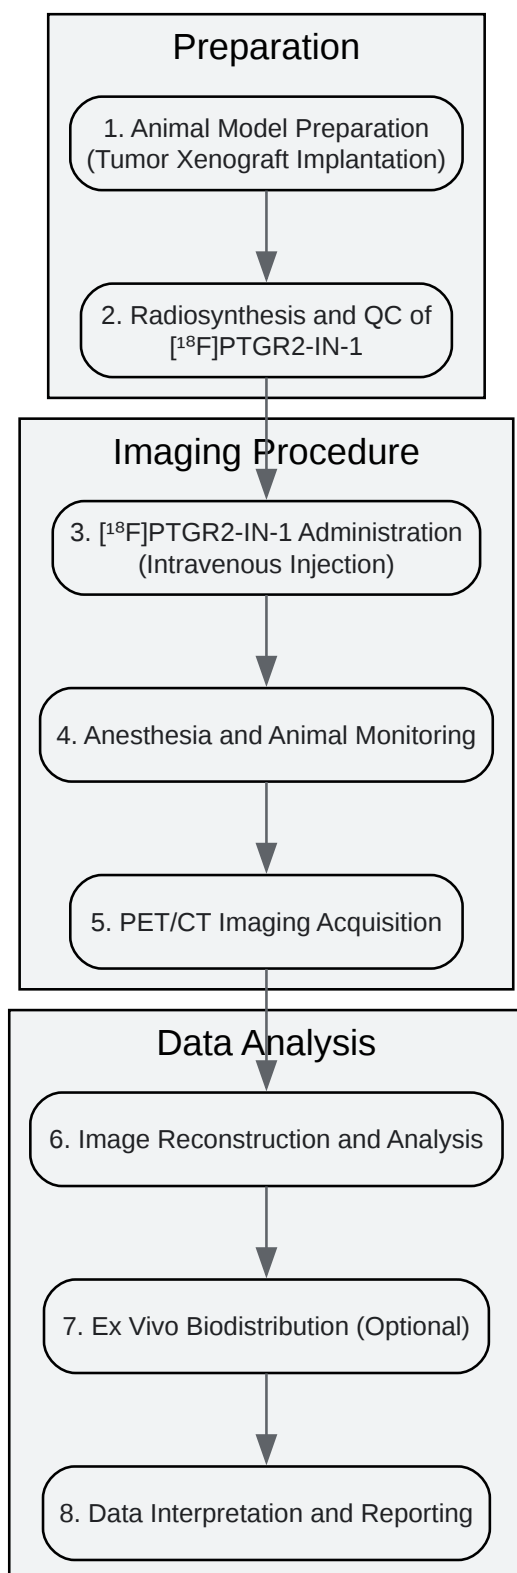 Preparation
1. Animal Model Preparation
(Tumor Xenograft Implantation)
2. Radiosynthesis and QC of
[¹⁸F]PTGR2-IN-1
Imaging Procedure
3. [¹⁸F]PTGR2-IN-1 Administration
(Intravenous Injection)
4. Anesthesia and Animal Monitoring
5. PET/CT Imaging Acquisition
Data Analysis
6. Image Reconstruction and Analysis
7. Ex Vivo Biodistribution (Optional)
8. Data Interpretation and Reporting